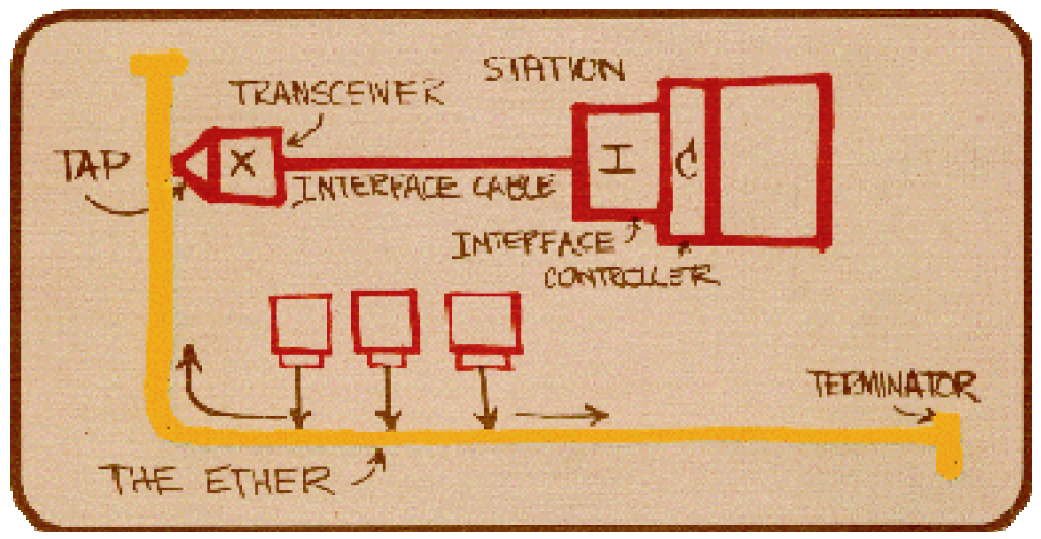 STATION
TRANSCEIVER
TAP
X
I
C
INTERFACE CABLE
INTERFACE
CONTROLLER
TERMINATOR
THE ETHER